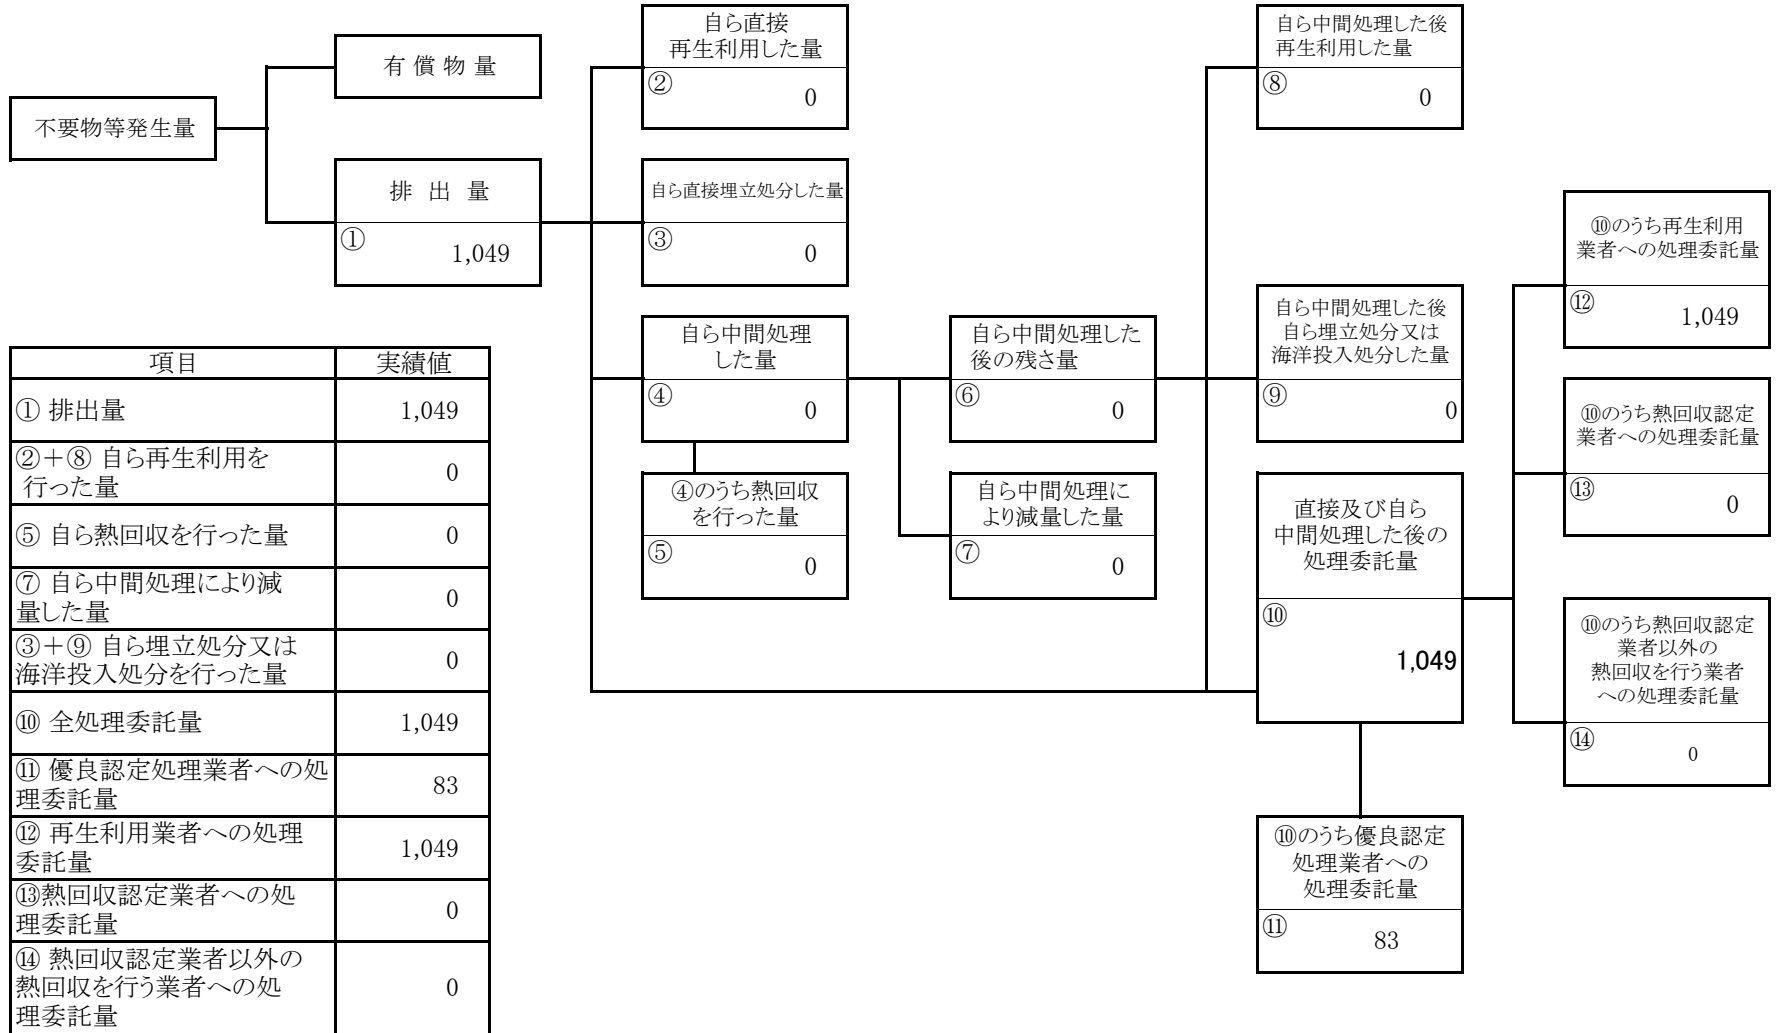 不要物等発生量
有 償 物 量
排 出 量
①
1,049
自ら直接
再生利用した量
②
0
自ら直接埋立処分した量
③
0
自ら中間処理
した量
④
0
④のうち熱回収
を行った量
⑤
0
自ら中間処理した
後の残さ量
⑥
0
自ら中間処理に
より減量した量
⑦
0
自ら中間処理した後
再生利用した量
⑧
0
自ら中間処理した後
自ら埋立処分又は
海洋投入処分した量
⑨
0
直接及び自ら
中間処理した後の
処理委託量
⑩
1,049
⑩のうち優良認定
処理業者への
処理委託量
⑪
83
⑩のうち再生利用
業者への処理委託量
⑫
1,049
⑩のうち熱回収認定
業者への処理委託量
⑬
0
⑩のうち熱回収認定
業者以外の
熱回収を行う業者
への処理委託量
⑭
0
項目 実績値
① 排出量 1,049
②＋⑧ 自ら再生利用を
行った量 0
⑤ 自ら熱回収を行った量 0
⑦ 自ら中間処理により減
量した量 0
③＋⑨ 自ら埋立処分又は
海洋投入処分を行った量 0
⑩ 全処理委託量 1,049
⑪ 優良認定処理業者への処
理委託量 83
⑫ 再生利用業者への処理
委託量 1,049
⑬熱回収認定業者への処
理委託量 0
⑭ 熱回収認定業者以外の
熱回収を行う業者への処
理委託量 0